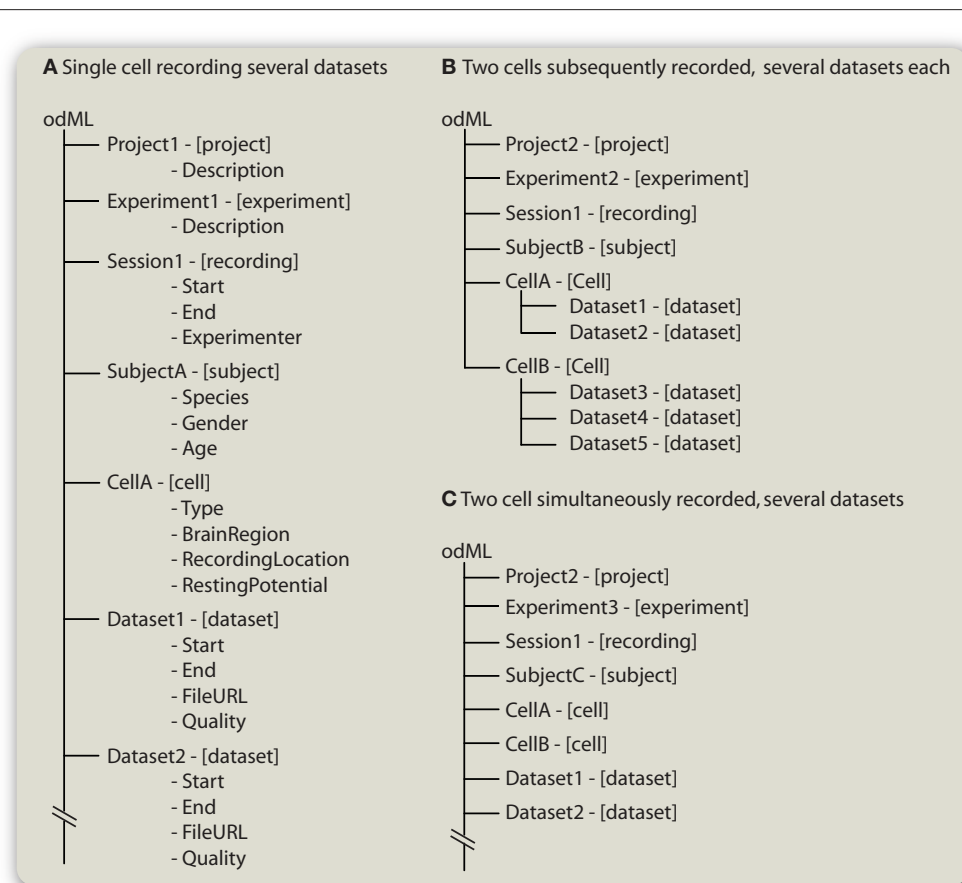 A Single cell recording several datasets
odML
Project1 - [project]
- Description
Experiment1 - [experiment]
- Description
Session1 - [recording]
- Start
- End
- Experimenter
SubjectA - [subject]
- Species
- Gender
- Age
CellA - [cell]
- Type
- BrainRegion
- RecordingLocation
- RestingPotential
Dataset1 - [dataset]
- Start
- End
- FileURL
- Quality
Dataset2 - [dataset]
- Start
- End
- FileURL
- Quality
B Two cells subsequently recorded, several datasets each
odML
Project2 - [project]
Experiment2 - [experiment]
Session1 - [recording]
SubjectB - [subject]
CellA - [Cell]
Dataset1 - [dataset]
Dataset2 - [dataset]
CellB - [Cell]
Dataset3 - [dataset]
Dataset4 - [dataset]
Dataset5 - [dataset]
C Two cell simultaneously recorded, several datasets
odML
Project2 - [project]
Experiment3 - [experiment]
Session1 - [recording]
SubjectC - [subject]
CellA - [cell]
CellB - [cell]
Dataset1 - [dataset]
Dataset2 - [dataset]